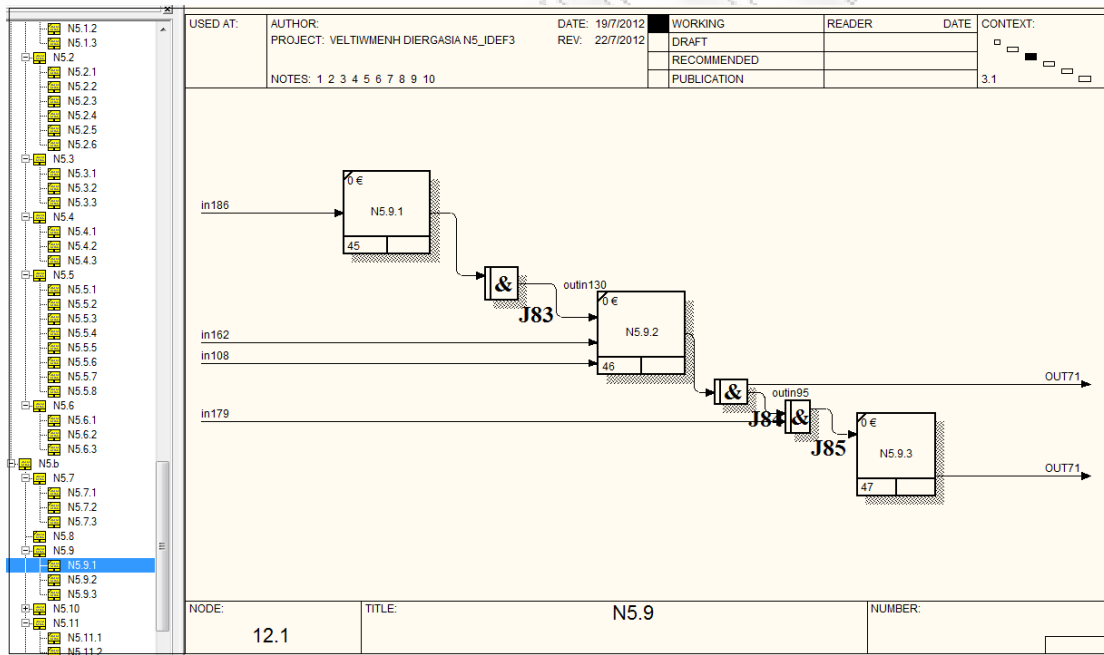 N5.1.2
N5.1.3
N5.2
N5.2.1
N5.2.2
N5.2.3
N5.2.4
N5.2.5
N5.2.6
N5.3
N5.3.1
N5.3.2
N5.3.3
N5.4
N5.4.1
N5.4.2
N5.4.3
N5.5
N5.5.1
N5.5.2
N5.5.3
N5.5.4
N5.5.5
N5.5.6
N5.5.7
N5.5.8
N5.6
N5.6.1
N5.6.2
N5.6.3
N5.b
N5.7
N5.7.1
N5.7.2
N5.7.3
N5.8
N5.9
N5.9.1
N5.9.2
N5.9.3
N5.10
N5.11
N5.11.1
N5.11.2
USED AT:
AUTHOR:
DATE: 19/7/2012
PROJECT: VELTIWMENH DIERGASIA N5_IDEF3
REV: 22/7/2012
NOTES: 1 2 3 4 5 6 7 8 9 10
WORKING
DRAFT
RECOMMENDED
PUBLICATION
READER
DATE
CONTEXT:
3.1
0 €
in186
N5.9.1
45
&
J83
outin130
0 €
N5.9.2
46
in162
in108
&
J84
OUT71
outin95
in179
&
J85
0 €
N5.9.3
47
OUT71
NODE:
12.1
TITLE:
N5.9
NUMBER: